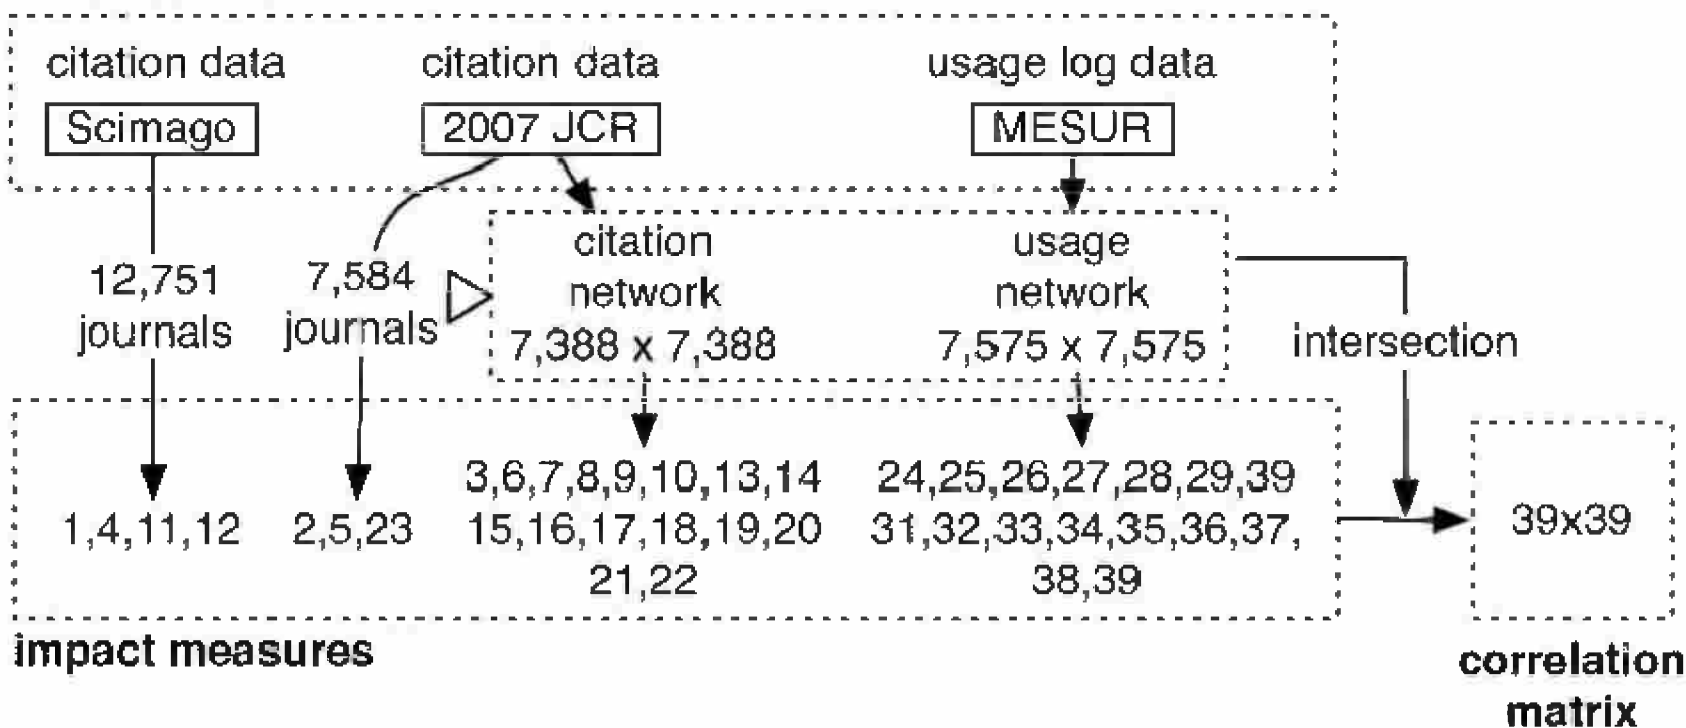 citation data
Scimago
citation data
2007 JCR
usage log data
MESUR
12,751
journals
7,584
journals
citation
network
7,388 x 7,388
usage
network
7,575 x 7,575
intersection
1,4,11,12
2,5,23
3,6,7,8,9,10,13,14
15,16,17,18,19,20
21,22
24,25,26,27,28,29,39
31,32,33,34,35,36,37,
38,39
39x39
impact measures
correlation
matrix